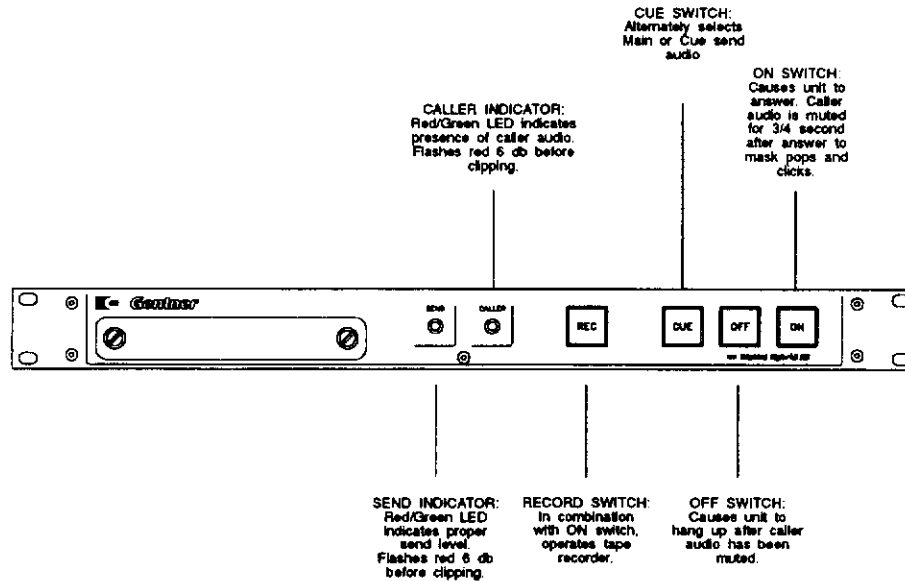 CUE SWITCH:
Alternately selects
Main or Cue send
audio
ON SWITCH:
Causes unit to
answer. Caller
audio is muted
for 3/4 second
after answer to
mask pops and
clicks.
CALLER INDICATOR:
Red/Green LED indicates
presence of caller audio.
Flashes red 6 db before
clipping.
Gentner
SEND
CALLER
REC
CUE
OFF
ON
Digital Hybrid III
SEND INDICATOR:
Red/Green LED
indicates proper
send level.
Flashes red 6 db
before clipping.
RECORD SWITCH:
In combination
with ON switch,
operates tape
recorder.
OFF SWITCH:
Causes unit to
hang up after caller
audio has been
muted.